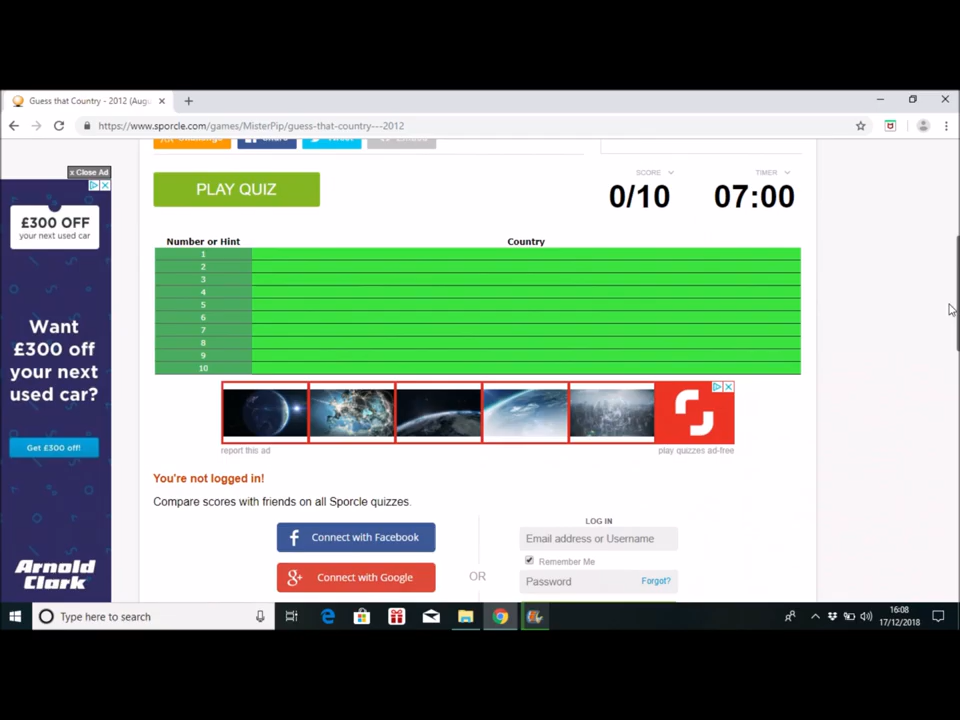 Guess that Country - 2012 (Augu
https://www.sporcle.com/games/MisterPip/guess-that-country---2012
x Close Ad
PLAY QUIZ
SCORE
0/10
TIMER
07:00
Number or Hint
Country
1
2
3
4
5
6
7
8
9
10
£300 OFF
your next used car
Want
£300 off
your next
used car?
Get £300 off!
Arnold
Clark
report this ad
play quizzes ad-free
You're not logged in!
Compare scores with friends on all Sporcle quizzes.
Connect with Facebook
Connect with Google
OR
LOG IN
Email address or Username
Remember Me
Password
Forgot?
Type here to search
16:08
17/12/2018